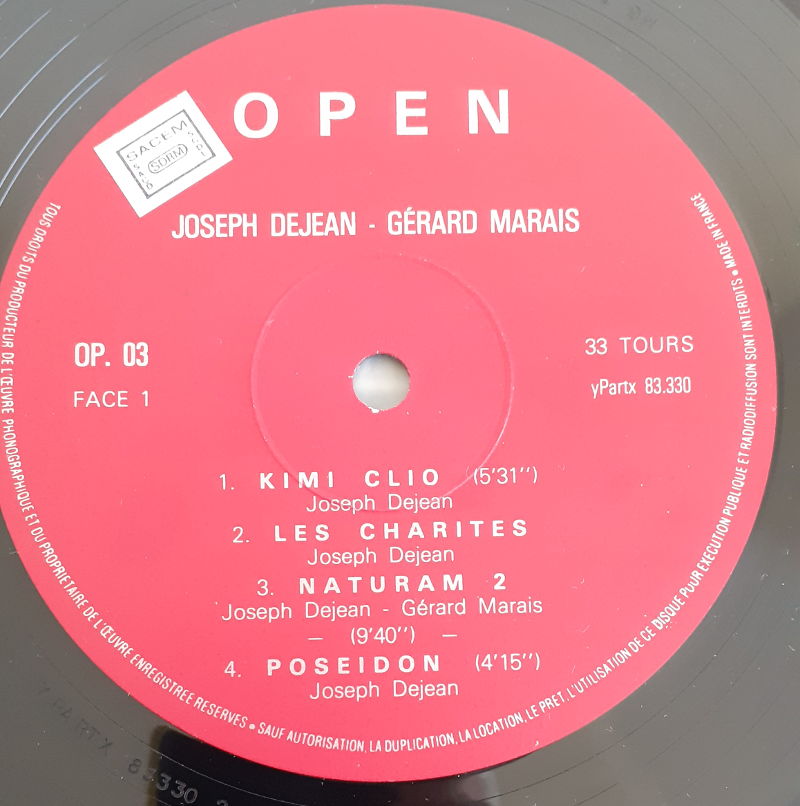 OPEN
SACEM
SACD
SDRM
SGDL
JOSEPH DEJEAN - GÉRARD MARAIS
OP. 03
FACE 1
33 TOURS
yPartx 83.330
1. KIMI CLIO (5'31'')
Joseph Dejean
2. LES CHARITES
Joseph Dejean
3. NATURAM 2
Joseph Dejean - Gérard Marais
— (9'40'') —
4. POSEIDON (4'15'')
Joseph Dejean
TOUS DROITS DU PRODUCTEUR DE L'ŒUVRE PHONOGRAPHIQUE ET DU PROPRIETAIRE DE L'ŒUVRE ENREGISTREE RESERVES • SAUF AUTORISATION, LA DUPLICATION, LA LOCATION, LE PRET, L'UTILISATION DE CE DISQUE POUR EXECUTION PUBLIQUE ET RADIODIFFUSION SONT INTERDITS • MADE IN FRANCE
YPARTX 83330